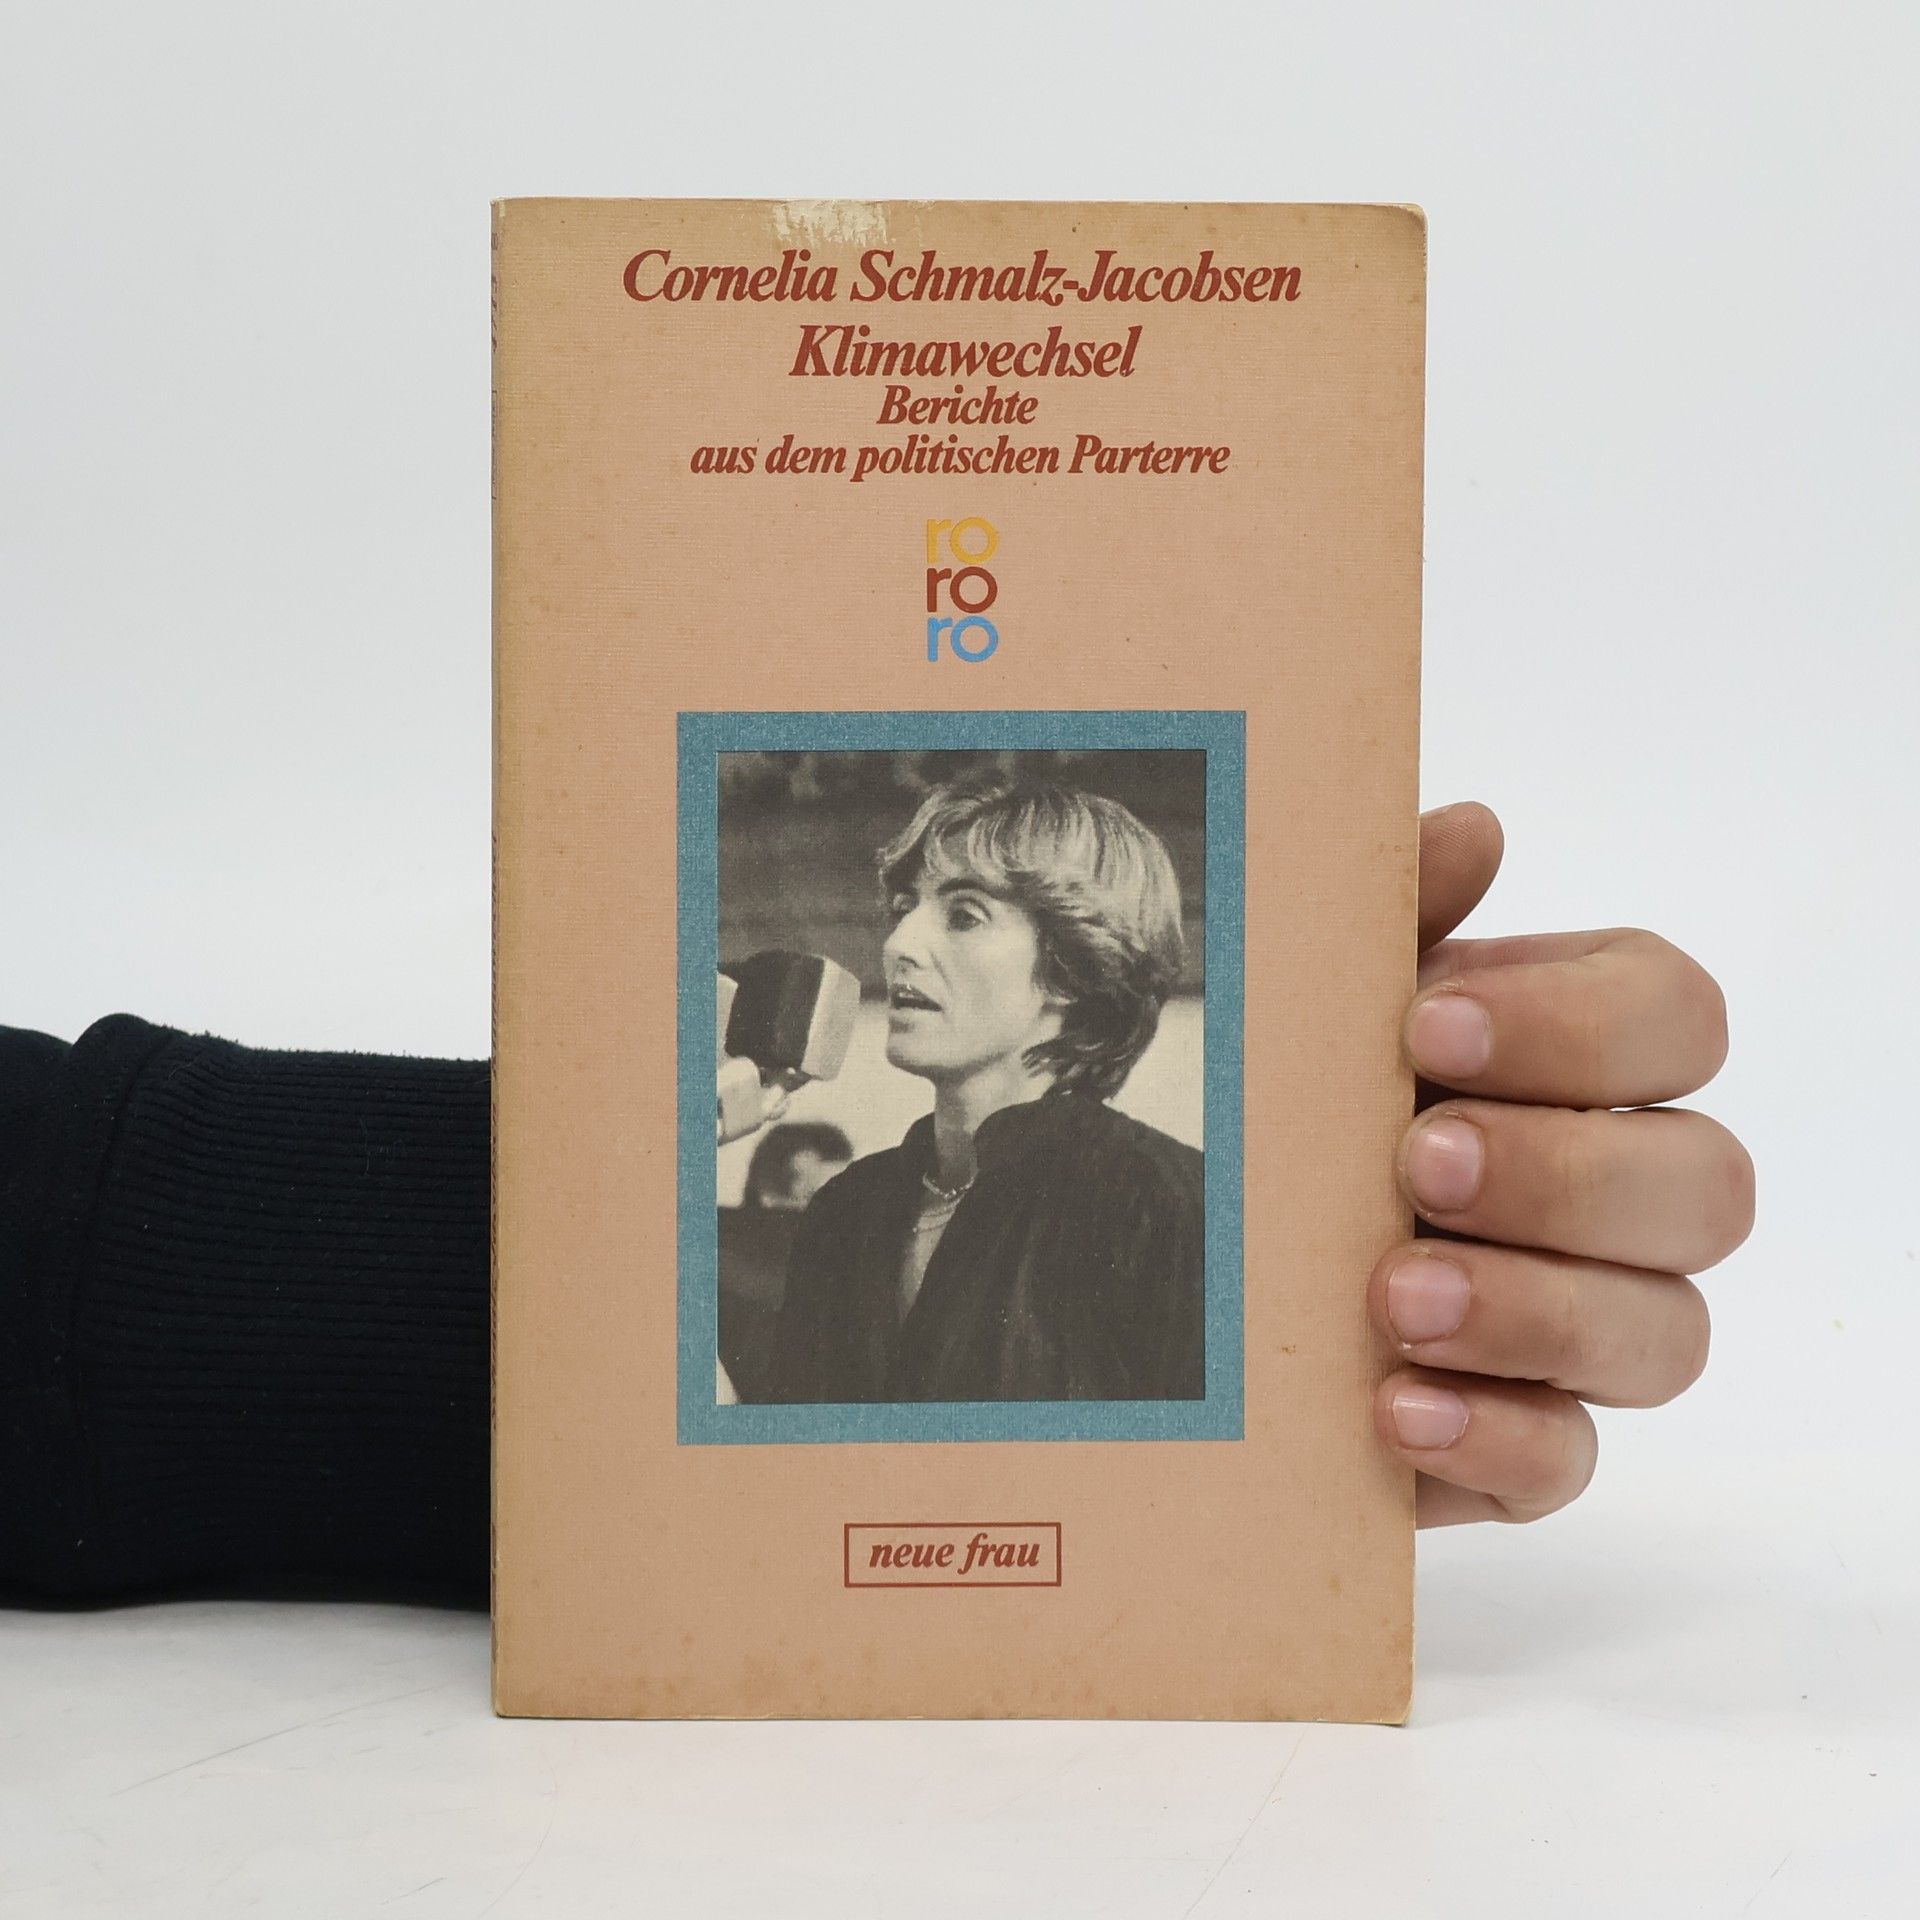 Cornelia Schmalz-Jacobsen
Klimawechsel
Berichte
aus dem politischen Parterre
ro
ro
ro
neue frau